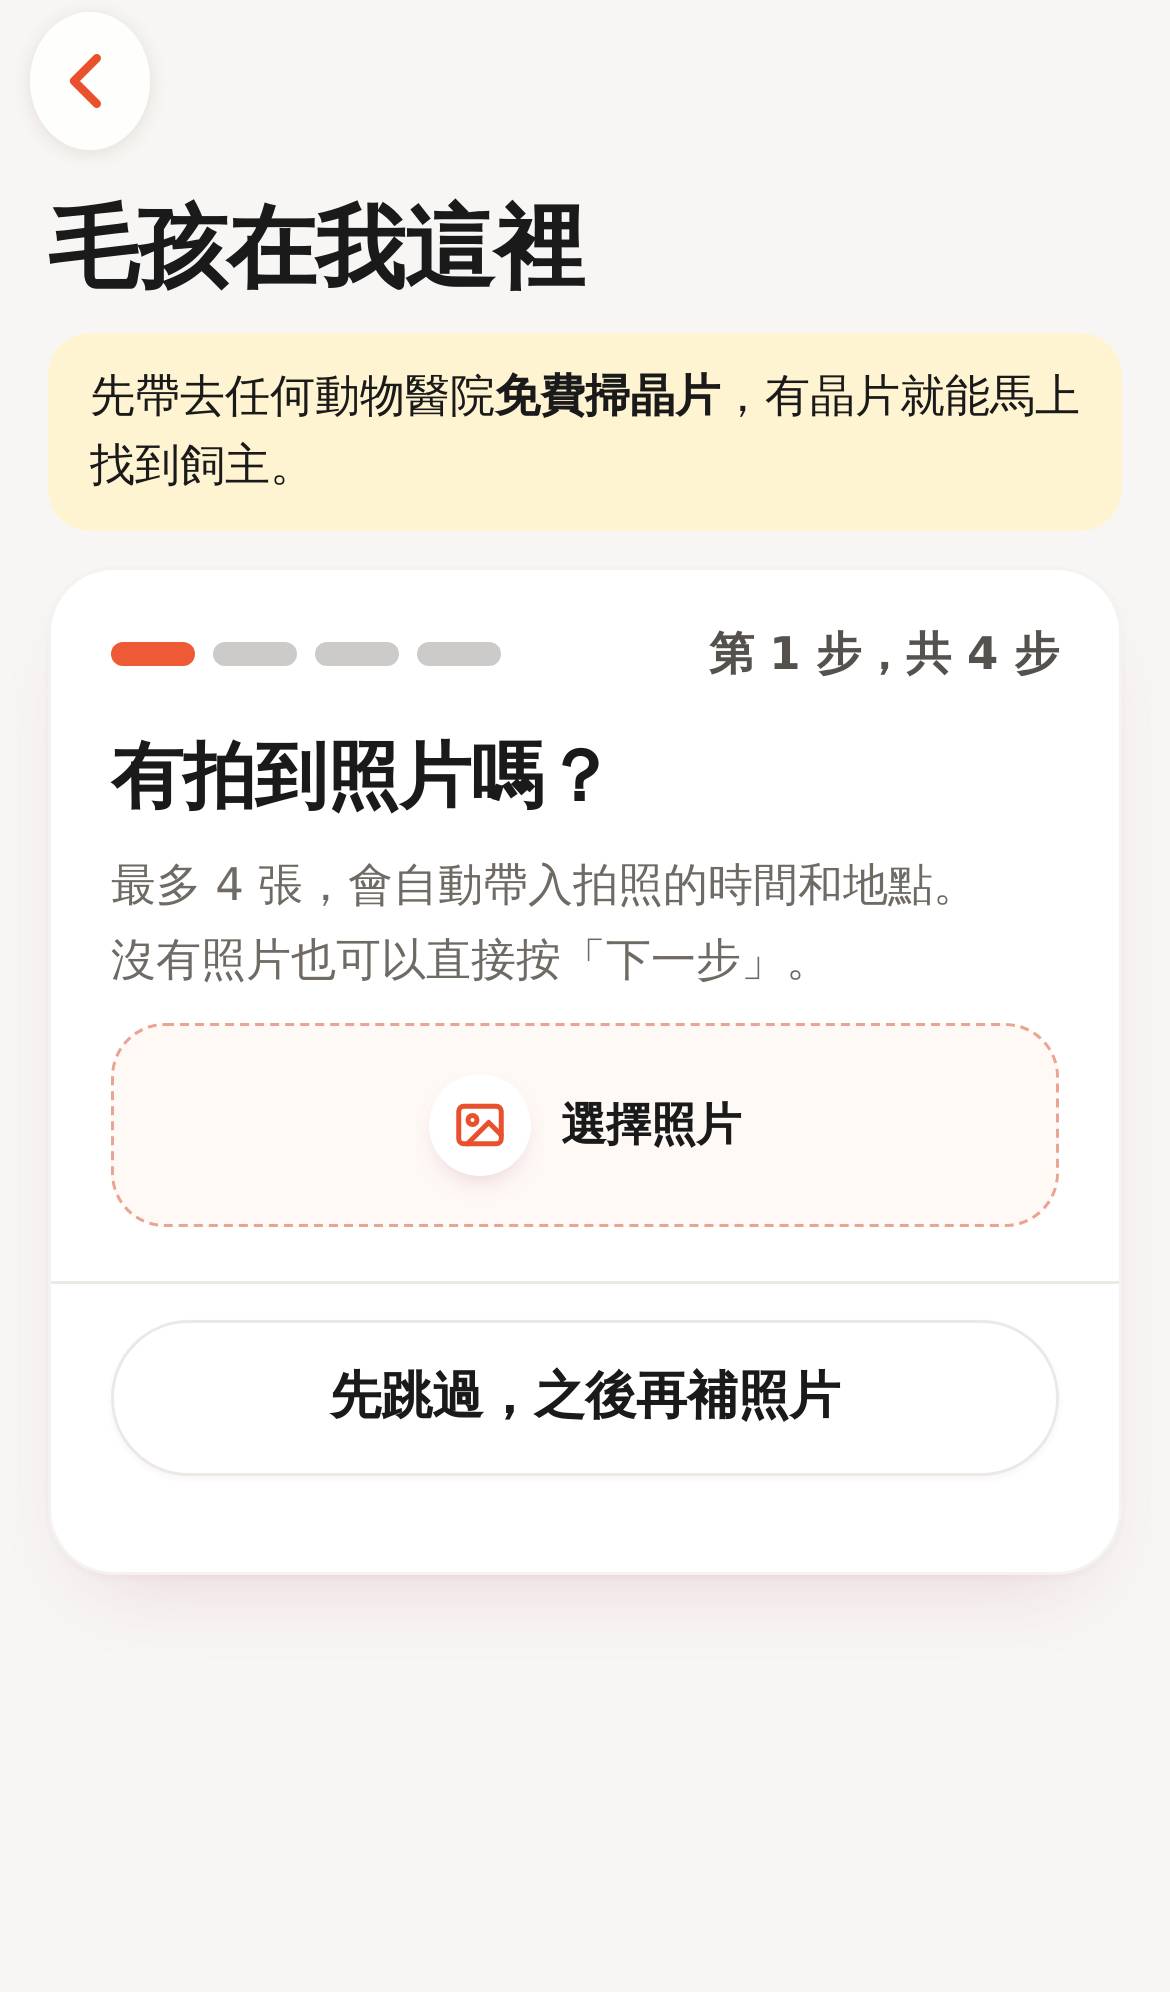 毛孩在我這裡
先帶去任何動物醫院免費掃晶片，有晶片就能馬上
找到飼主。
第 1 步，共 4 步
有拍到照片嗎？
最多 4 張，會自動帶入拍照的時間和地點。
沒有照片也可以直接按「下一步」。
選擇照片
先跳過，之後再補照片